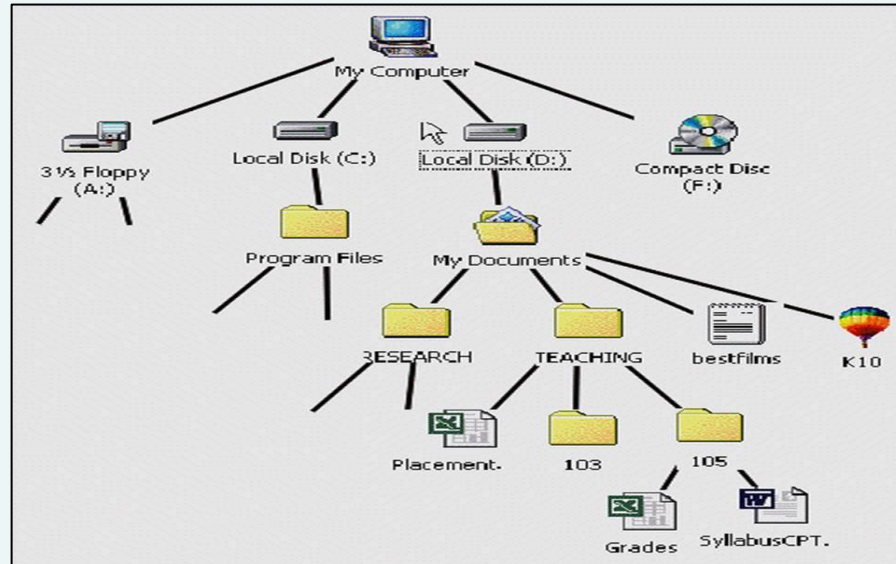 My Computer
3½ Floppy
(A:)
Local Disk (C:)
Local Disk (D:)
Compact Disc
(F:)
Program Files
My Documents
RESEARCH
TEACHING
bestfilms
K10
Placement.
103
105
Grades
SyllabusCPT.